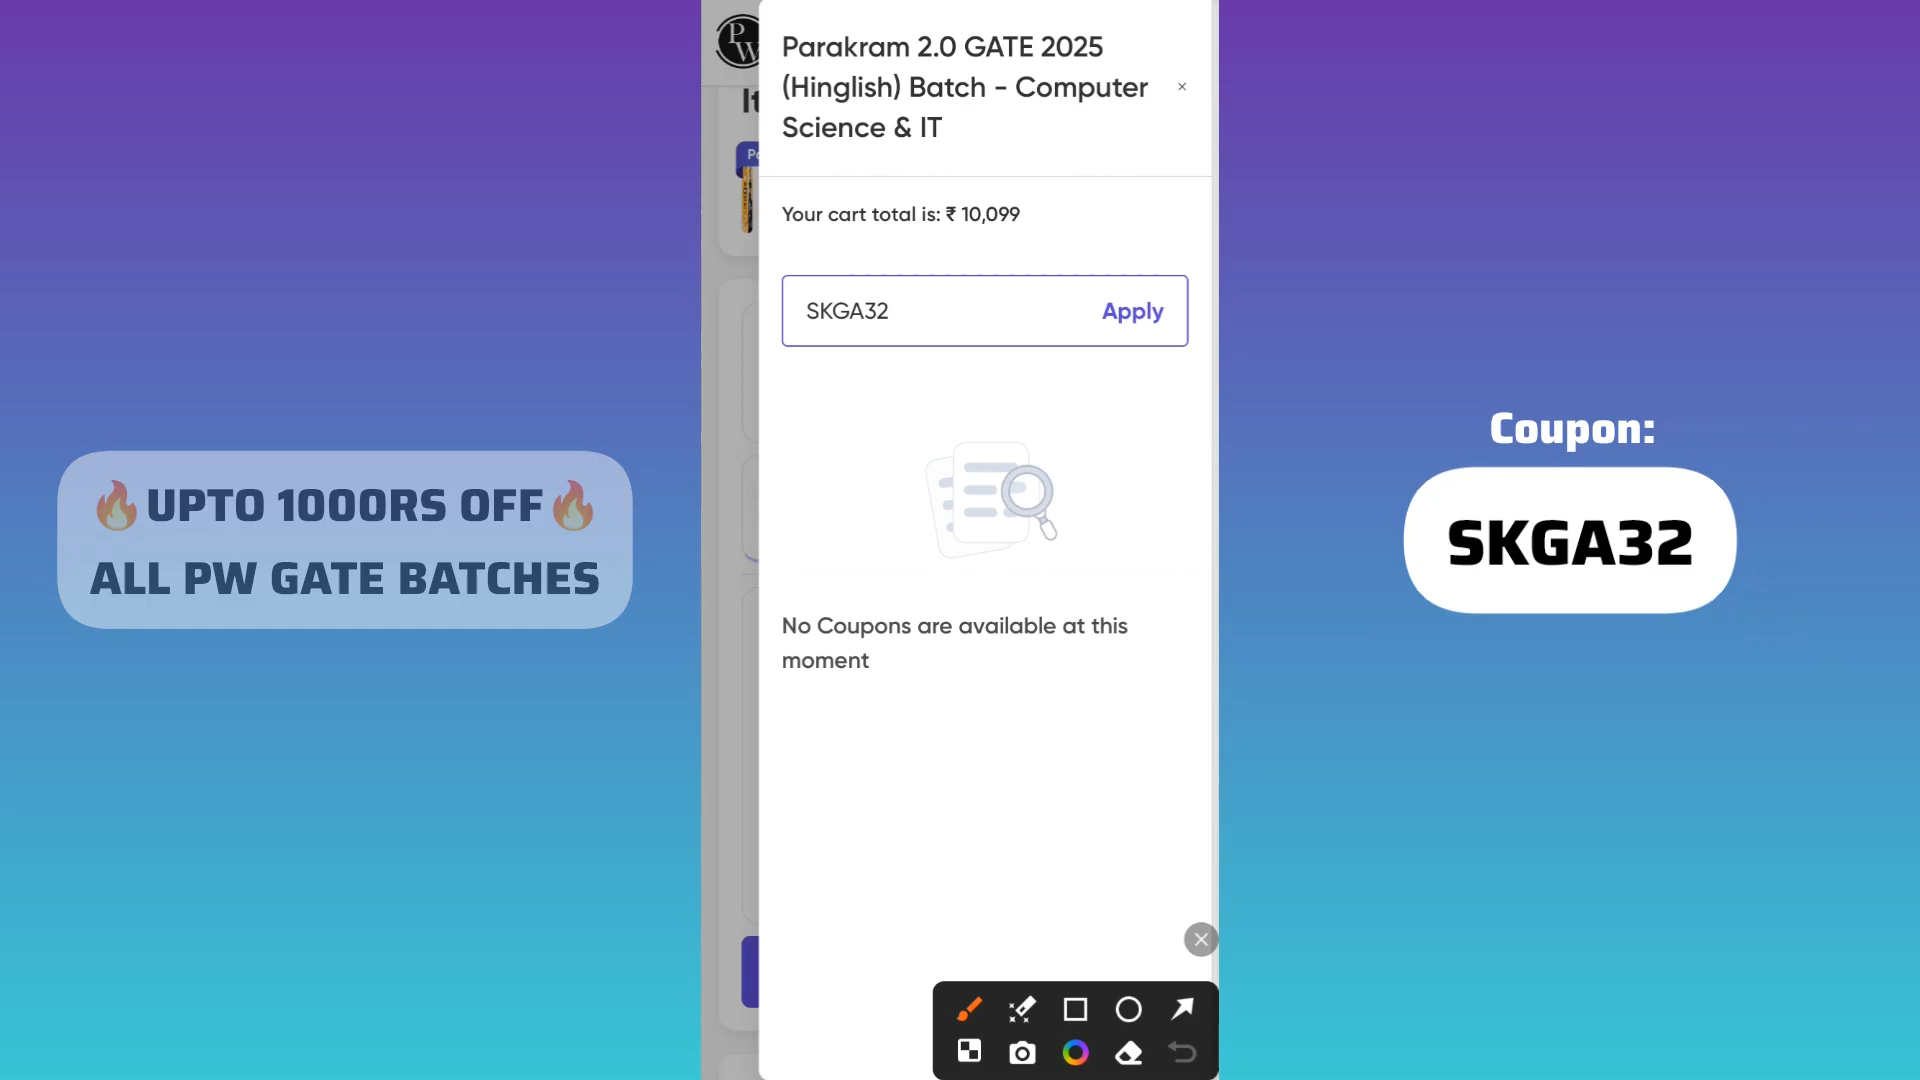 PW
Parakram 2.0 GATE 2025
(Hinglish) Batch - Computer
Science & IT
Your cart total is: ₹ 10,099
SKGA32
Apply
No Coupons are available at this
moment
🔥UPTO 1000RS OFF🔥
ALL PW GATE BATCHES
Coupon:
SKGA32